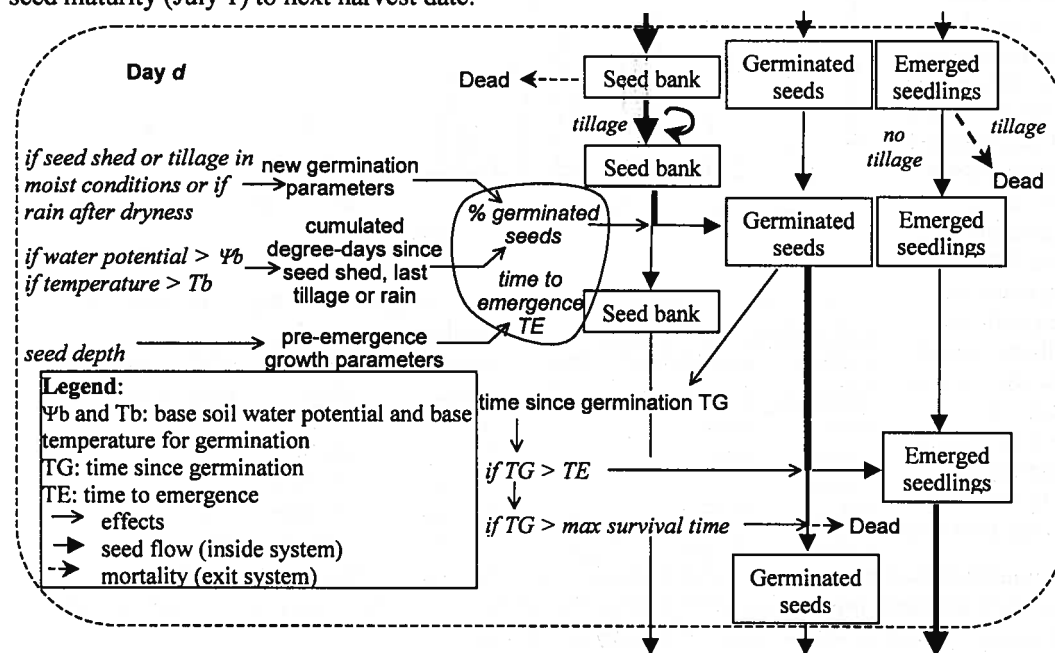 seed maturity (July 1) to next harvest date.
Day d
Dead
Seed bank
Germinated
seeds
Emerged
seedlings
tillage
no
tillage
tillage
Dead
Seed bank
if seed shed or tillage in
moist conditions or if
rain after dryness
new germination
parameters
% germinated
seeds
Germinated
seeds
Emerged
seedlings
if water potential > Ψb
if temperature > Tb
cumulated
degree-days since
seed shed, last
tillage or rain
time to
emergence
TE
Seed bank
seed depth
pre-emergence
growth parameters
Legend:
Ψb and Tb: base soil water potential and base
temperature for germination
TG: time since germination
TE: time to emergence
effects
seed flow (inside system)
mortality (exit system)
time since germination TG
if TG > TE
Emerged
seedlings
if TG > max survival time
Dead
Germinated
seeds